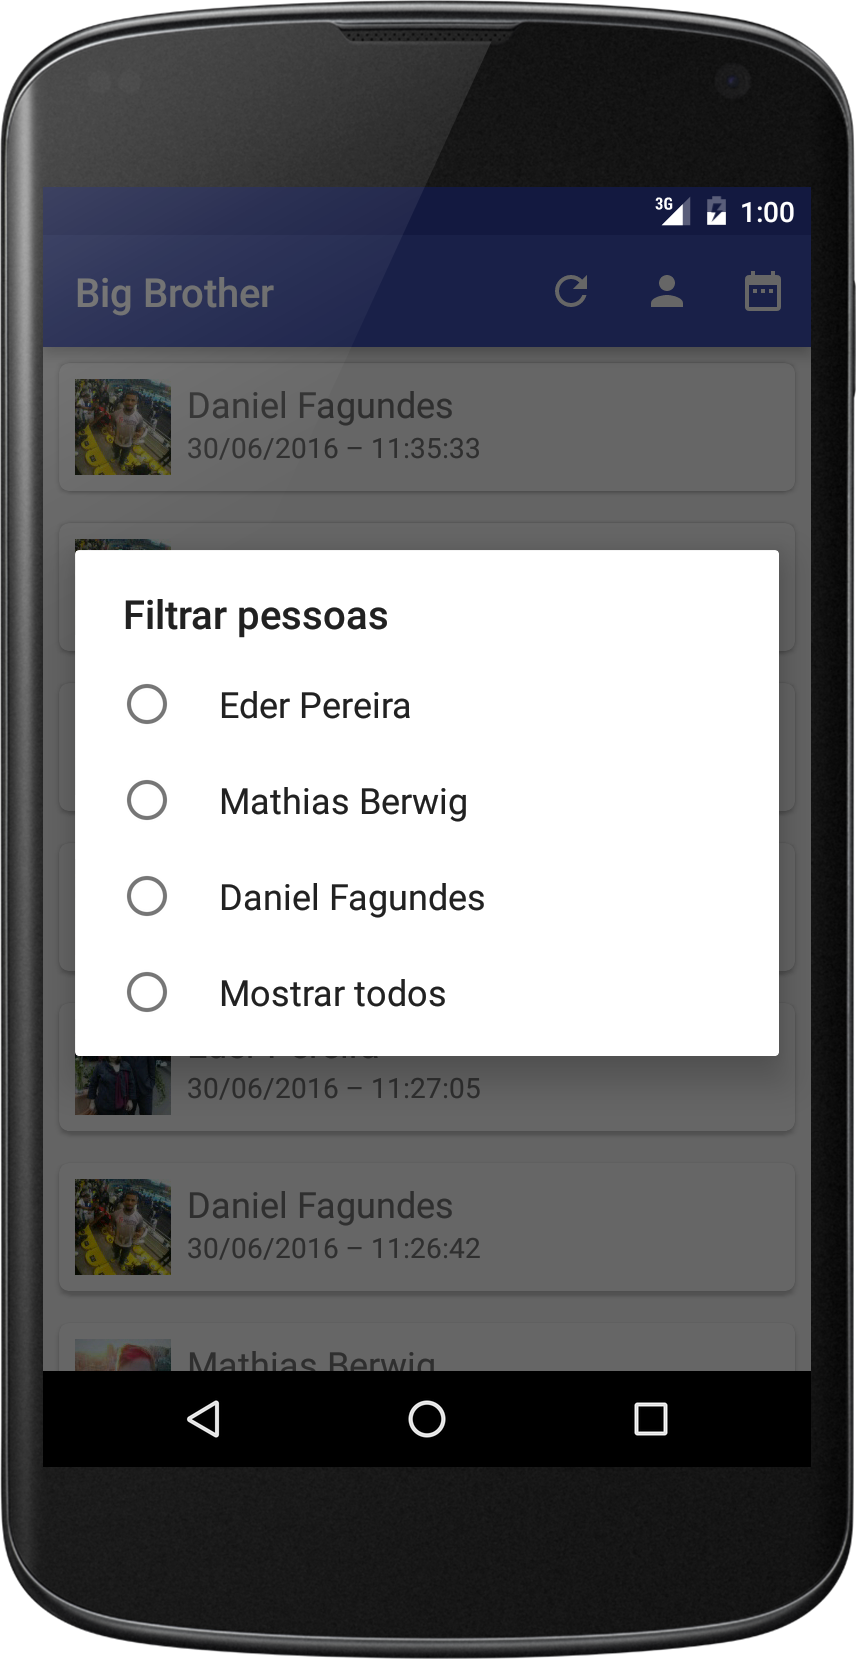 3G 1:00
Big Brother
Daniel Fagundes
30/06/2016 – 11:35:33
Filtrar pessoas
Eder Pereira
Mathias Berwig
Daniel Fagundes
Mostrar todos
Eder Pereira
30/06/2016 – 11:27:05
Daniel Fagundes
30/06/2016 – 11:26:42
Mathias Berwig